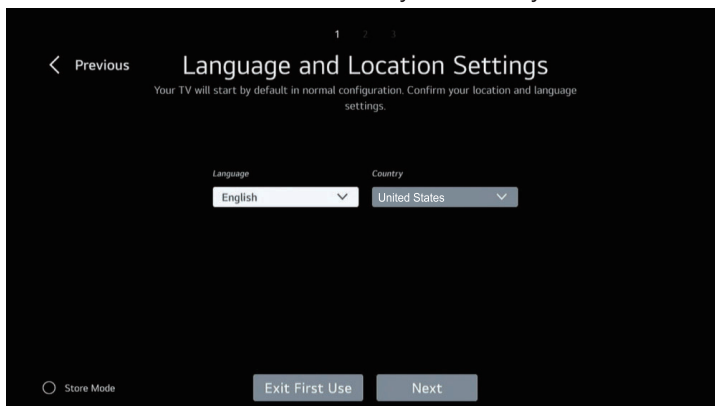 1 2 3
Previous
Language and Location Settings
Your TV will start by default in normal configuration. Confirm your location and language
settings.
Language Country
English United States
Store Mode Exit First Use Next